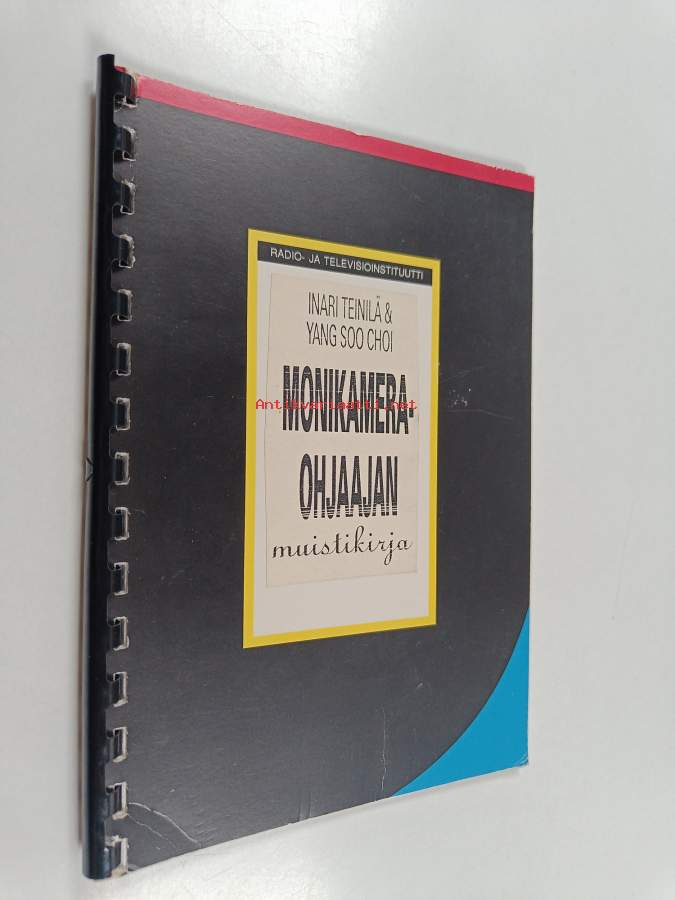 RADIO- JA TELEVISIOINSTITUUTTI
INARI TEINILÄ &
YANG SOO CHOI
MONIKAMERA-
Antikvariaatti.net
OHJAAJAN
muistikirja